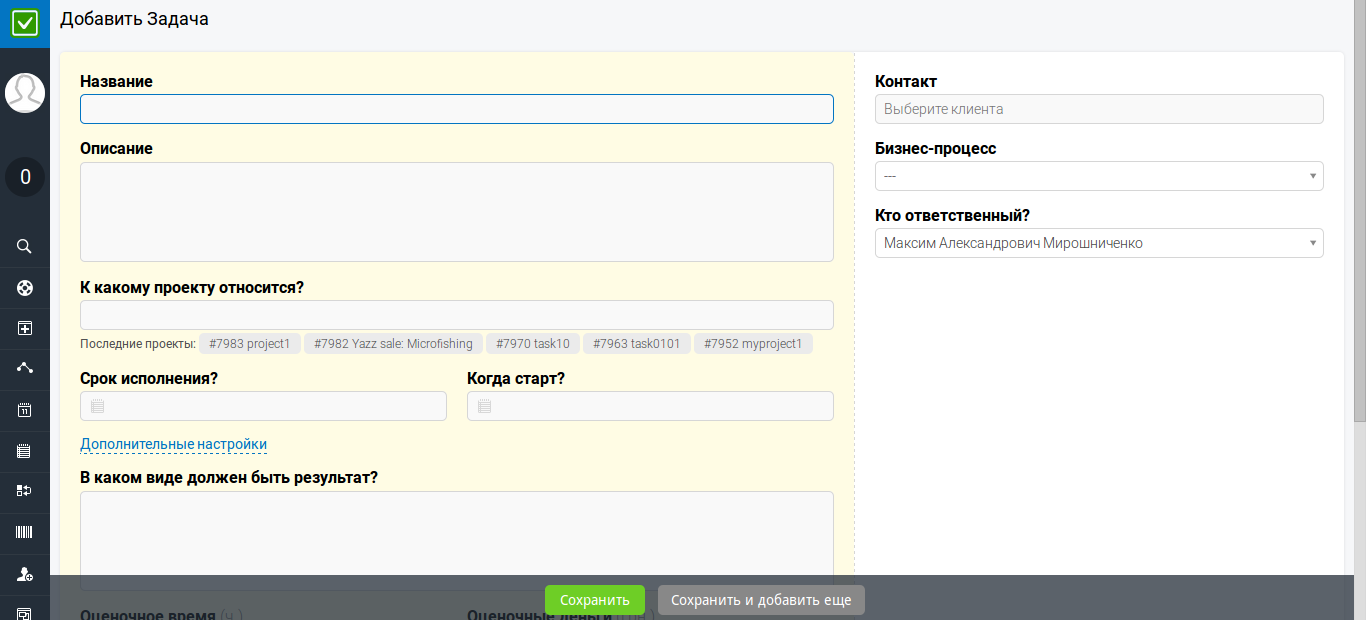 Добавить Задача
0
Название
Описание
К какому проекту относится?
Последние проекты: #7983 project1 #7982 Yazz sale: Microfishing #7970 task10 #7963 task0101 #7952 myproject1
Срок исполнения? Когда старт?
Дополнительные настройки
В каком виде должен быть результат?
Оценочное время (ч.) Оценочные деньги
Сохранить Сохранить и добавить еще
Контакт
Выберите клиента
Бизнес-процесс
---
Кто ответственный?
Максим Александрович Мирошниченко
11